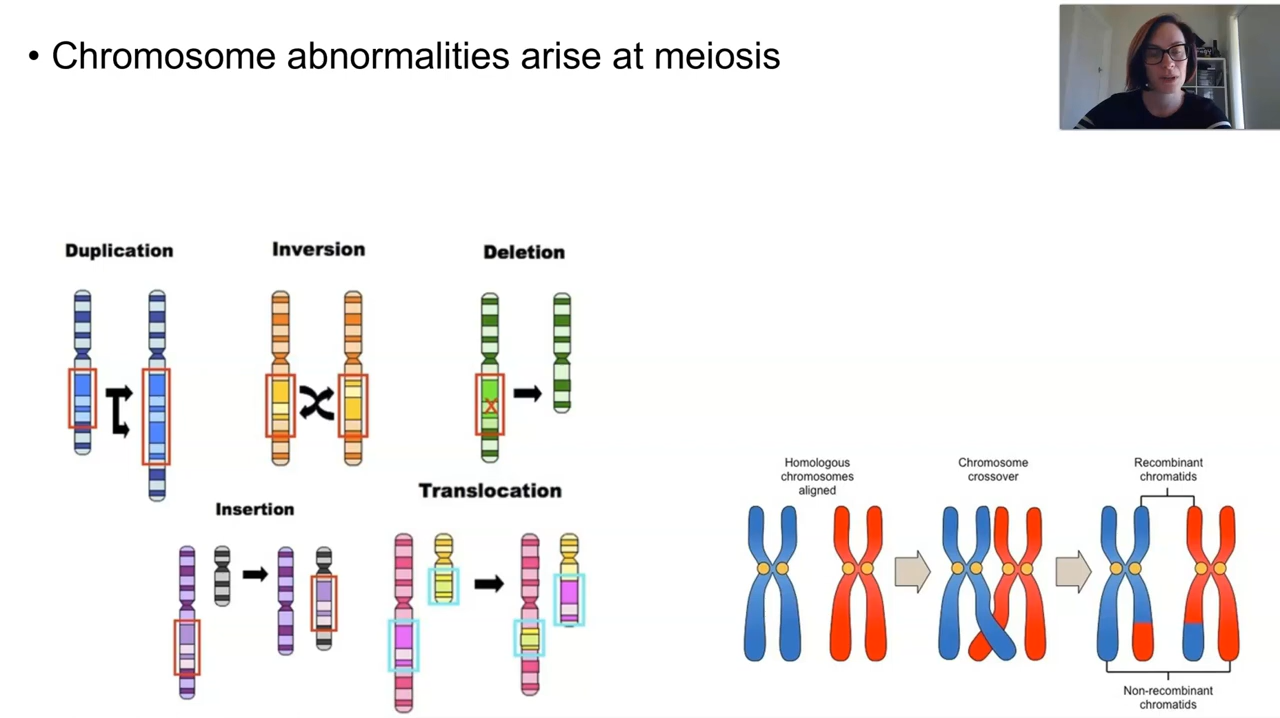 • Chromosome abnormalities arise at meiosis
Duplication
Inversion
Deletion
Insertion
Translocation
Homologous
chromosomes
aligned
Chromosome
crossover
Recombinant
chromatids
Non-recombinant
chromatids